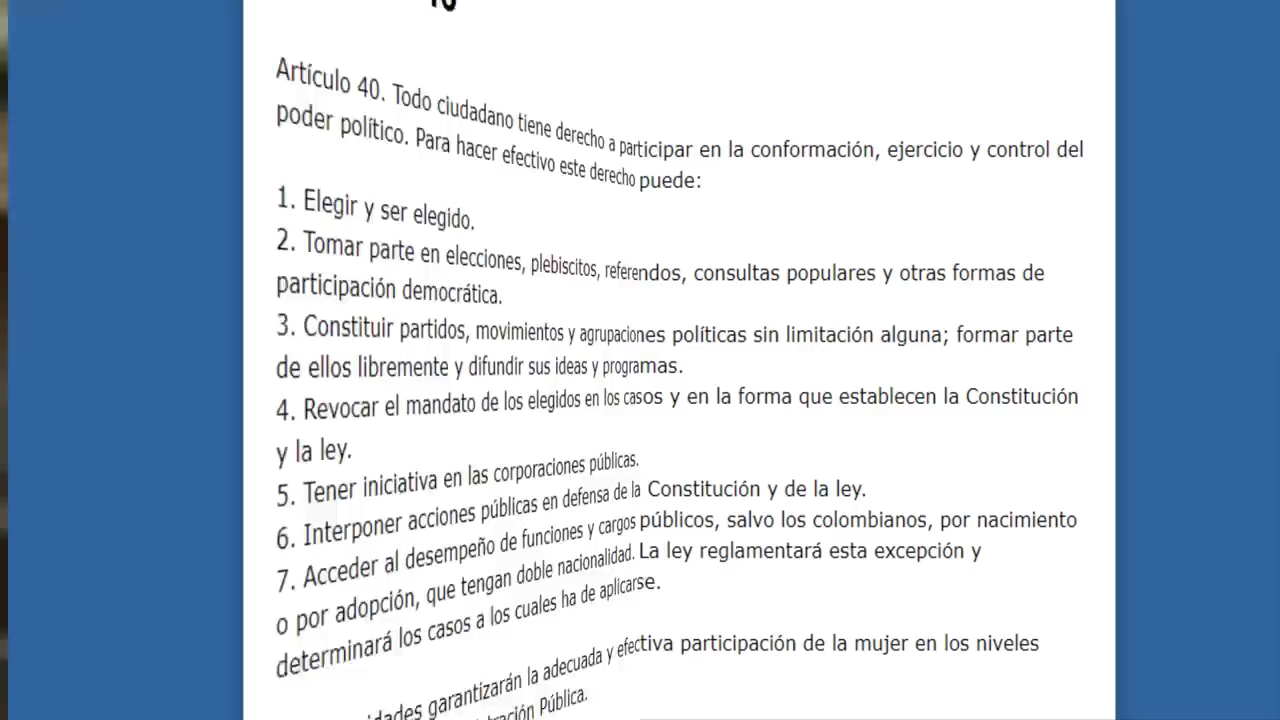 Artículo 40. Todo ciudadano tiene derecho a participar en la conformación, ejercicio y control del
poder político. Para hacer efectivo este derecho puede:
1. Elegir y ser elegido.
2. Tomar parte en elecciones, plebiscitos, referendos, consultas populares y otras formas de
participación democrática.
3. Constituir partidos, movimientos y agrupaciones políticas sin limitación alguna; formar parte
de ellos libremente y difundir sus ideas y programas.
4. Revocar el mandato de los elegidos en los casos y en la forma que establecen la Constitución
y la ley.
5. Tener iniciativa en las corporaciones públicas.
6. Interponer acciones públicas en defensa de la Constitución y de la ley.
7. Acceder al desempeño de funciones y cargos públicos, salvo los colombianos, por nacimiento
o por adopción, que tengan doble nacionalidad. La ley reglamentará esta excepción y
determinará los casos a los cuales ha de aplicarse.
garantizarán la adecuada y efectiva participación de la mujer en los niveles
Pública.